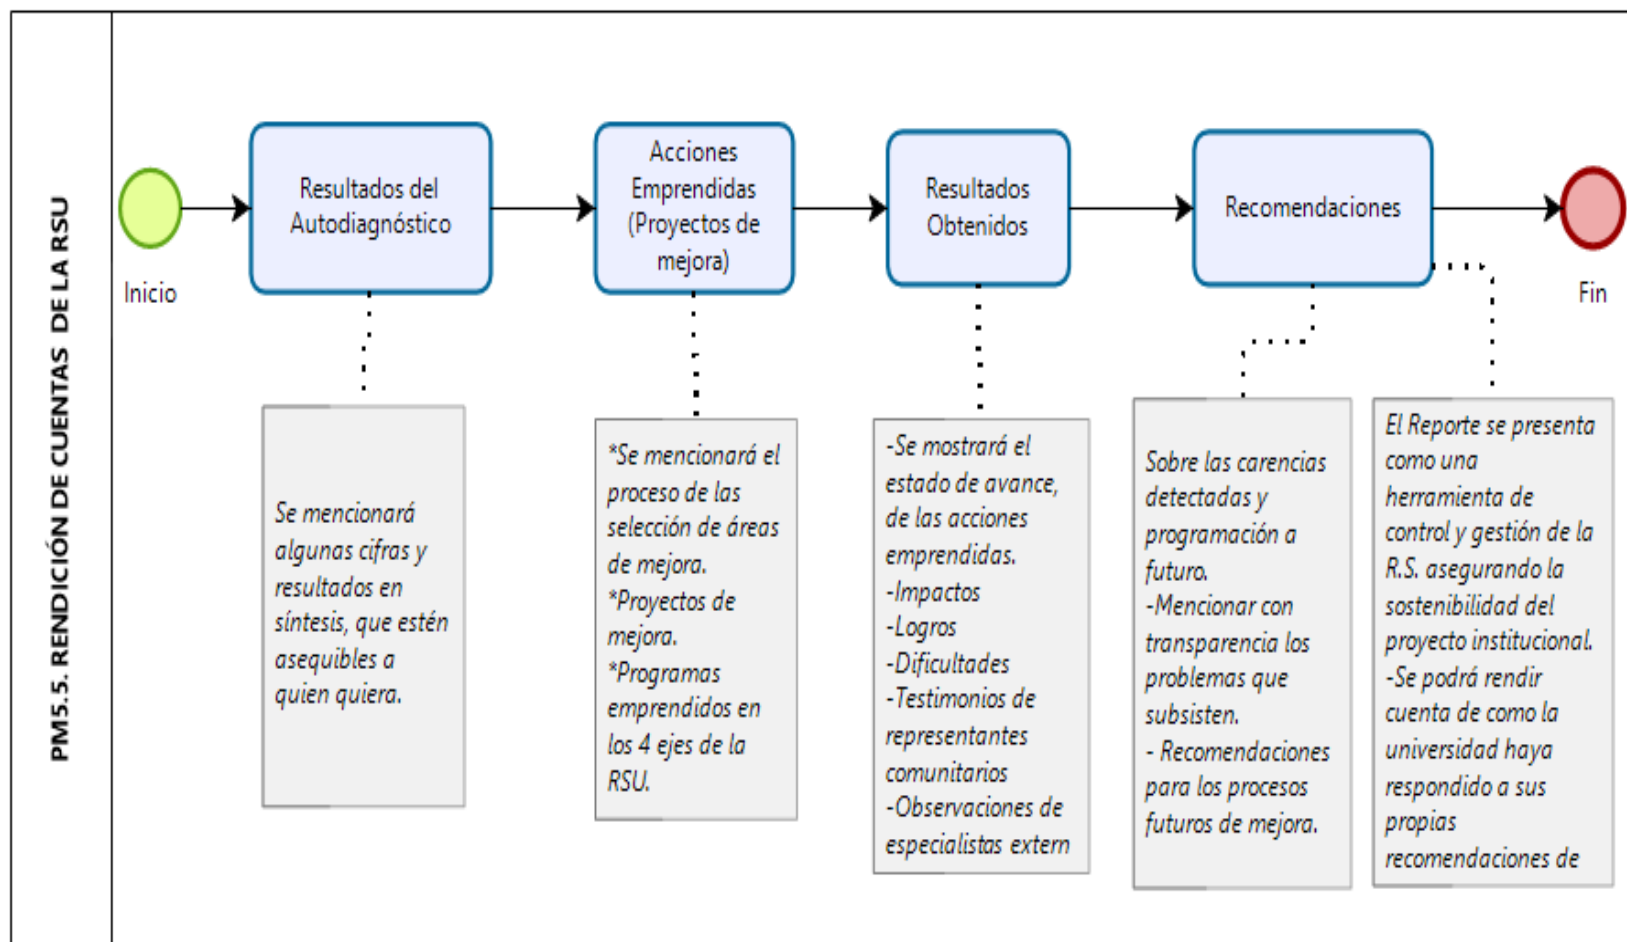 PM5.5. RENDICIÓN DE CUENTAS DE LA RSU
Inicio
Resultados del
Autodiagnóstico
Acciones
Emprendidas
(Proyectos de
mejora)
Resultados
Obtenidos
Recomendaciones
Fin
Se mencionará
algunas cifras y
resultados en
síntesis, que estén
asequibles a
quien quiera.
*Se mencionará el
proceso de las
selección de áreas
de mejora.
*Proyectos de
mejora.
*Programas
emprendidos en
los 4 ejes de la
RSU.
-Se mostrará el
estado de avance,
de las acciones
emprendidas.
-Impactos
-Logros
-Dificultades
-Testimonios de
representantes
comunitarios
-Observaciones de
especialistas extern
Sobre las carencias
detectadas y
programación a
futuro.
-Mencionar con
transparencia los
problemas que
subsisten.
- Recomendaciones
para los procesos
futuros de mejora.
El Reporte se presenta
como una
herramienta de
control y gestión de la
R.S. asegurando la
sostenibilidad del
proyecto institucional.
-Se podrá rendir
cuenta de como la
universidad haya
respondido a sus
propias
recomendaciones de